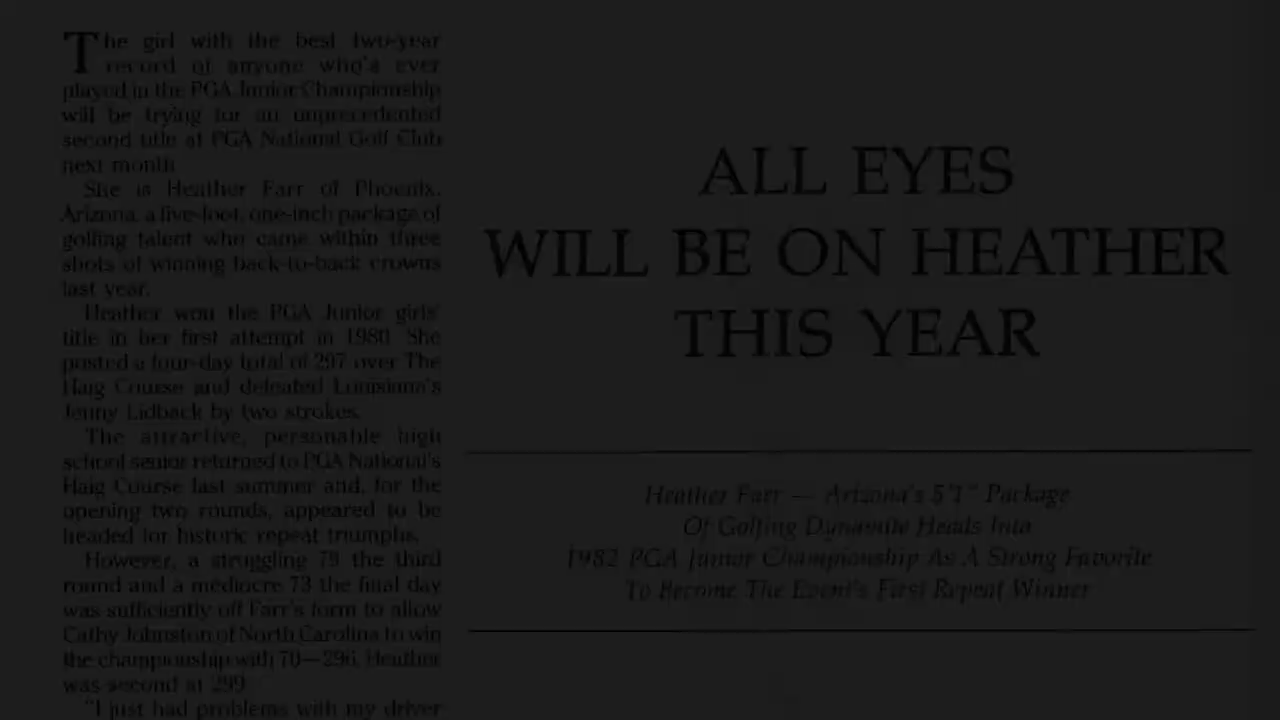 The girl with the best two-year
record of anyone who's ever
played in the PGA Junior Championship
will be trying for an unprecedented
second title at PGA National Golf Club
next month.
She is Heather Farr of Phoenix,
Arizona, a five-foot, one-inch package of
golfing talent who came within three
shots of winning back-to-back crowns
last year.
Heather won the PGA Junior girls'
title in her first attempt in 1980. She
posted a four-day total of 297 over The
Haig Course and defeated Louisiana's
Jenny Lidback by two strokes.
The attractive, personable high
school senior returned to PGA National's
Haig Course last summer and, for the
opening two rounds, appeared to be
headed for historic repeat triumphs.
However, a struggling 79 the third
round and a mediocre 73 the final day
was sufficiently off Farr's form to allow
Cathy Johnston of North Carolina to win
the championship with 70—296. Heather
was second at 299.
"I just had problems with my driver
ALL EYES
WILL BE ON HEATHER
THIS YEAR
Heather Farr — Arizona's 5'1" Package
Of Golfing Dynamite Heads Into
1982 PGA Junior Championship As A Strong Favorite
To Become The Event's First Repeat Winner